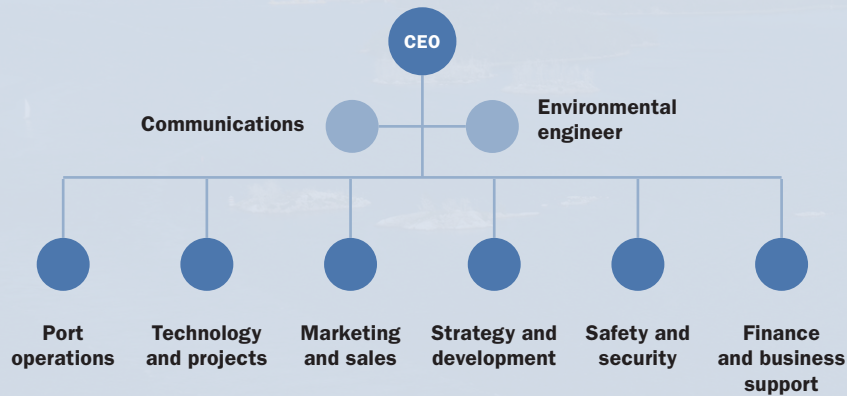 CEO
Communications
Environmental
engineer
Port
operations
Technology
and projects
Marketing
and sales
Strategy and
development
Safety and
security
Finance
and business
support